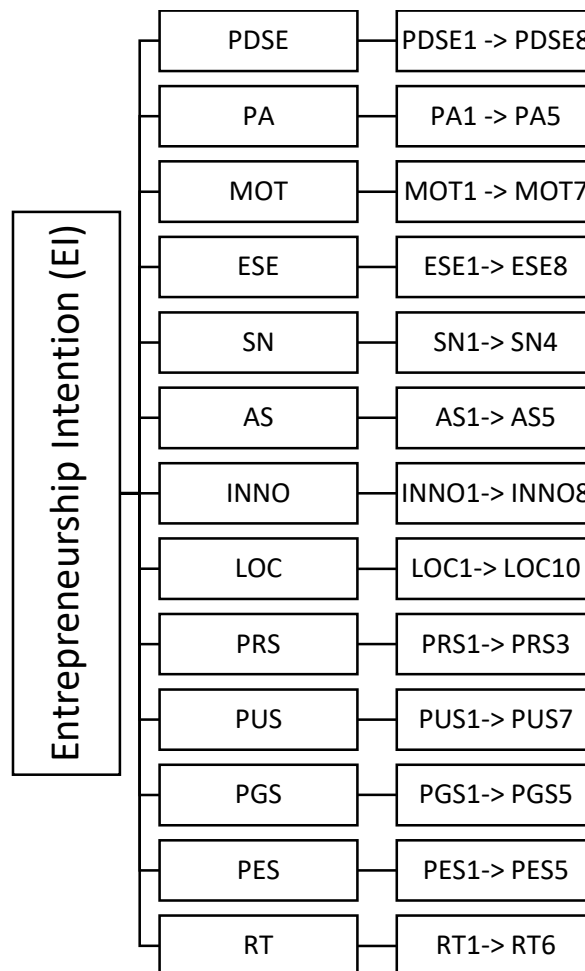 Entrepreneurship Intention (EI)
PDSE
PDSE1 -> PDSE8
PA
PA1 -> PA5
MOT
MOT1 -> MOT7
ESE
ESE1-> ESE8
SN
SN1-> SN4
AS
AS1-> AS5
INNO
INNO1-> INNO8
LOC
LOC1-> LOC10
PRS
PRS1-> PRS3
PUS
PUS1-> PUS7
PGS
PGS1-> PGS5
PES
PES1-> PES5
RT
RT1-> RT6